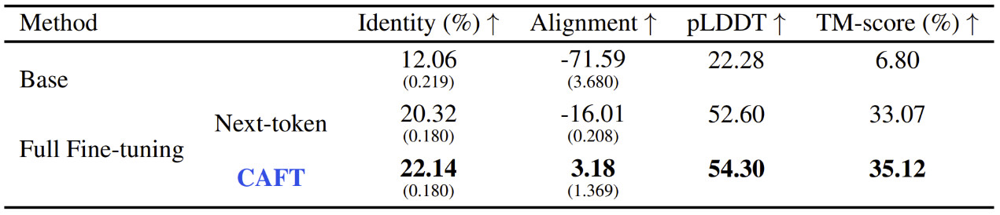 Method Identity (%) ↑ Alignment ↑ pLDDT ↑ TM-score (%) ↑
Base 12.06 -71.59 22.28 6.80
(0.219) (3.680)
Full Fine-tuning Next-token 20.32 -16.01 52.60 33.07
(0.180) (0.208)
CAFT 22.14 3.18 54.30 35.12
(0.180) (1.369)